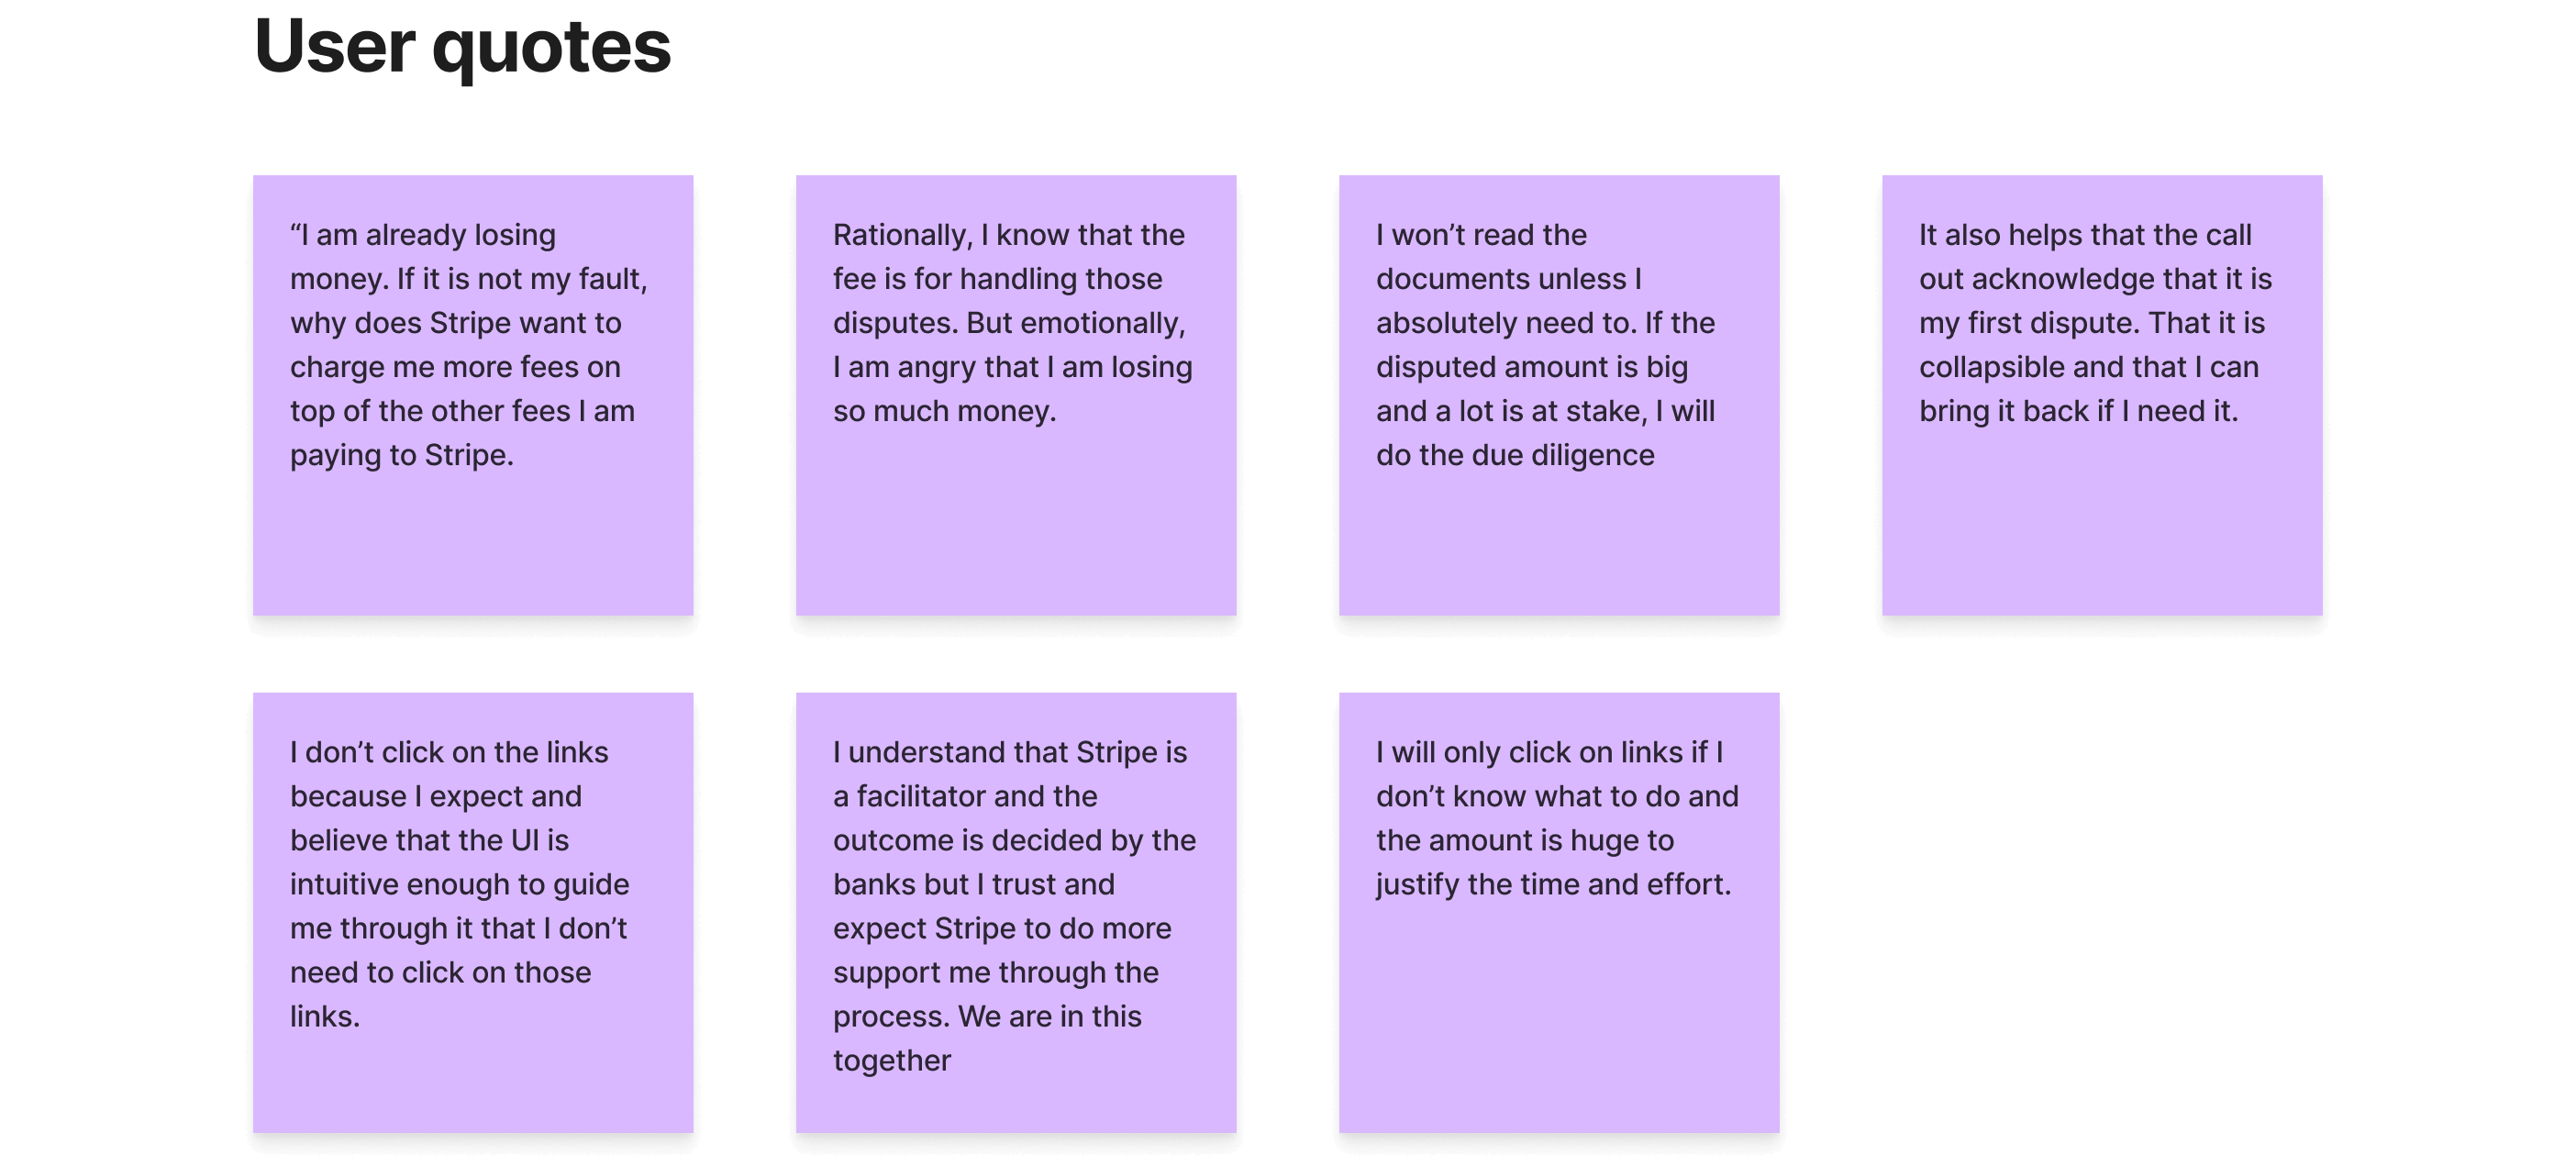 User quotes
“I am already losing
money. If it is not my fault,
why does Stripe want to
charge me more fees on
top of the other fees I am
paying to Stripe.
Rationally, I know that the
fee is for handling those
disputes. But emotionally,
I am angry that I am losing
so much money.
I won’t read the
documents unless I
absolutely need to. If the
disputed amount is big
and a lot is at stake, I will
do the due diligence
It also helps that the call
out acknowledge that it is
my first dispute. That it is
collapsible and that I can
bring it back if I need it.
I don’t click on the links
because I expect and
believe that the UI is
intuitive enough to guide
me through it that I don’t
need to click on those
links.
I understand that Stripe is
a facilitator and the
outcome is decided by the
banks but I trust and
expect Stripe to do more
support me through the
process. We are in this
together
I will only click on links if I
don’t know what to do and
the amount is huge to
justify the time and effort.